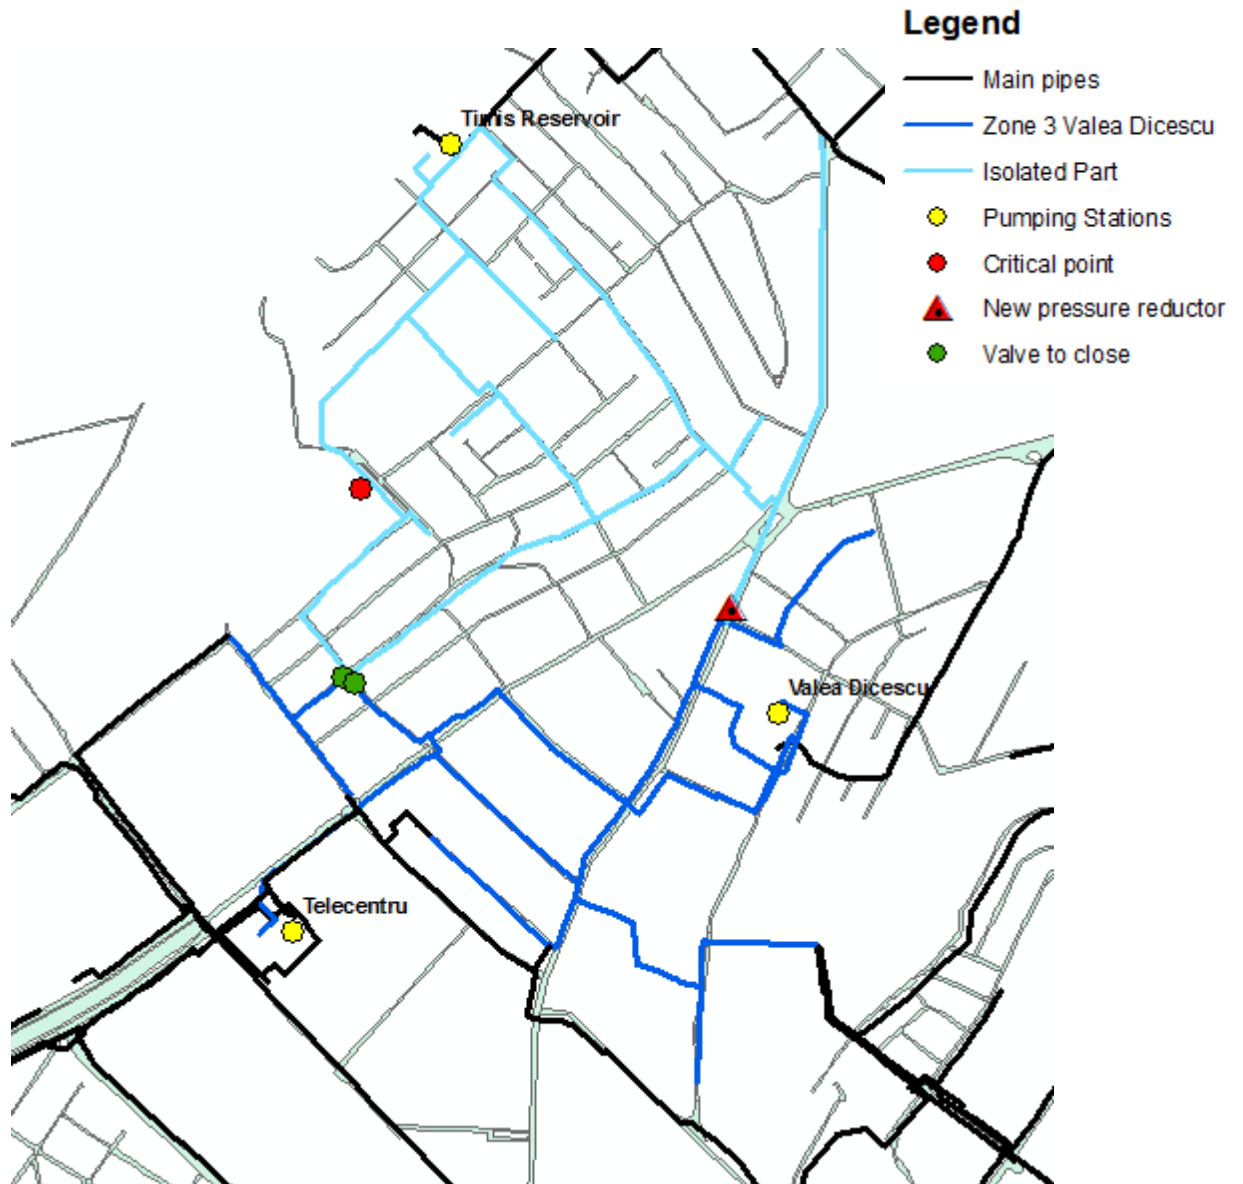 Legend
Main pipes
Zone 3 Valea Dicescu
Isolated Part
Pumping Stations
Critical point
New pressure reductor
Valve to close
Timis Reservoir
Valea Dicescu
Telecentru